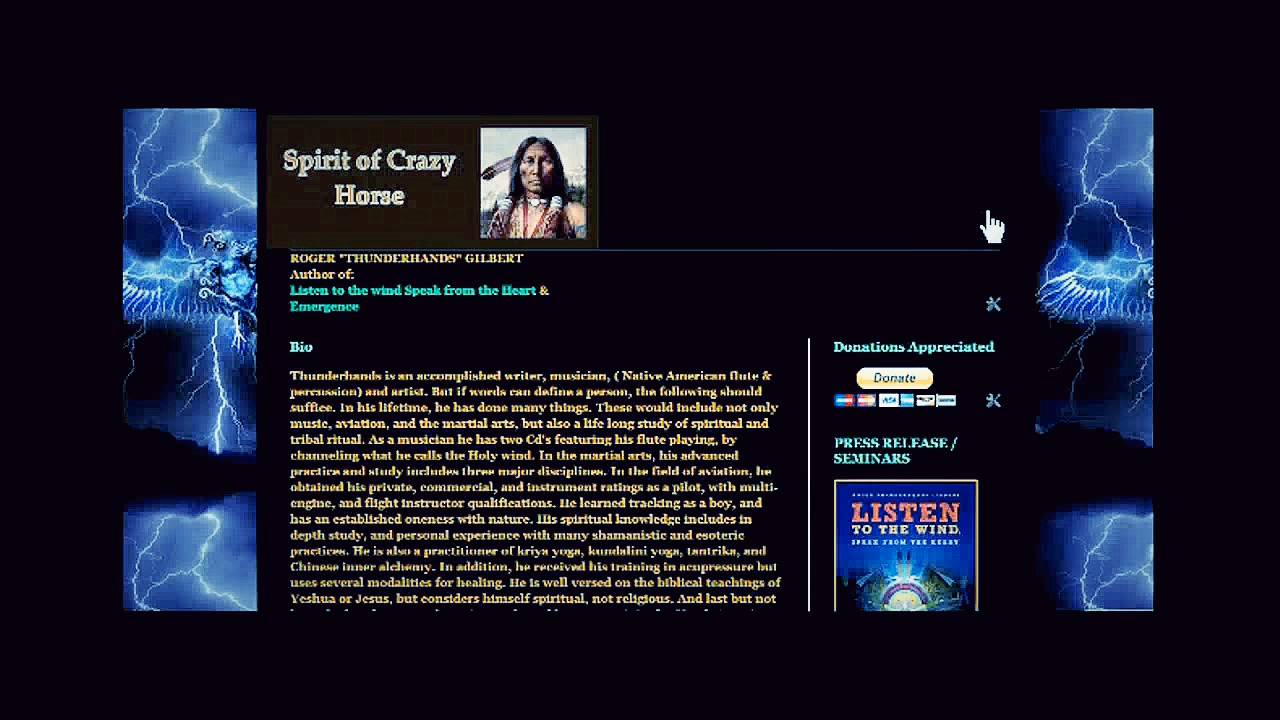 Spirit of Crazy
Horse
ROGER "THUNDERHANDS" GILBERT
Author of:
Listen to the wind Speak from the Heart &
Emergence
Bio
Thunderhands is an accomplished writer, musician, ( Native American flute &
percussion) and artist. But if words can define a person, the following should
suffice. In his lifetime, he has done many things. These would include not only
music, aviation, and the martial arts, but also a life long study of spiritual and
tribal ritual. As a musician he has two Cd's featuring his flute playing, by
channeling what he calls the Holy wind. In the martial arts, his advanced
practice and study includes three major disciplines. In the field of aviation, he
obtained his private, commercial, and instrument ratings as a pilot, with multi-
engine, and flight instructor qualifications. He learned tracking as a boy, and
has an established oneness with nature. His spiritual knowledge includes in
depth study, and personal experience with many shamanistic and esoteric
practices. He is also a practitioner of kriya yoga, kundalini yoga, tantrika, and
Chinese inner alchemy. In addition, he received his training in acupressure but
uses several modalities for healing. He is well versed on the biblical teachings of
Yeshua or Jesus, but considers himself spiritual, not religious. And last but not
Donations Appreciated
Donate
VISA
PRESS RELEASE /
SEMINARS
LISTEN
TO THE WIND,
SPEAK FROM THE HEART